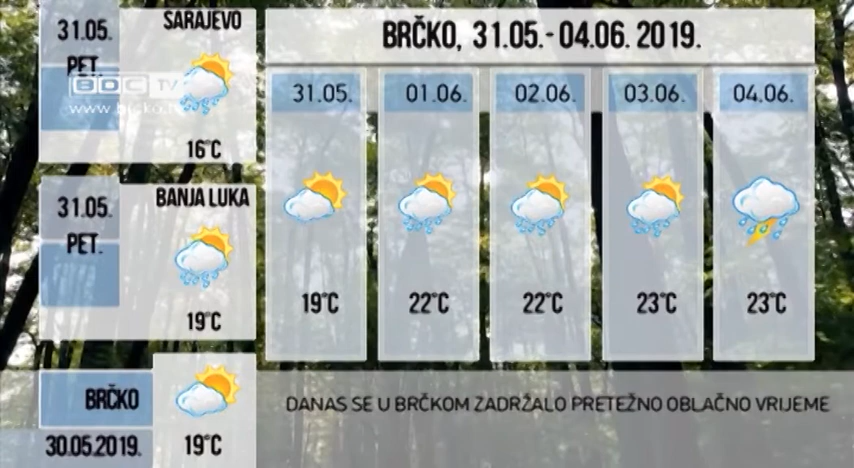 31.05.
PET.
SARAJEVO
16°C
BDC TV
www.brcko.tv
31.05.
PET.
BANJA LUKA
19°C
BRČKO
30.05.2019.
19°C
BRČKO, 31.05.- 04.06. 2019.
31.05. 01.06. 02.06. 03.06. 04.06.
19°C 22°C 22°C 23°C 23°C
DANAS SE U BRČKOM ZADRŽALO PRETEŽNO OBLAČNO VRIJEME